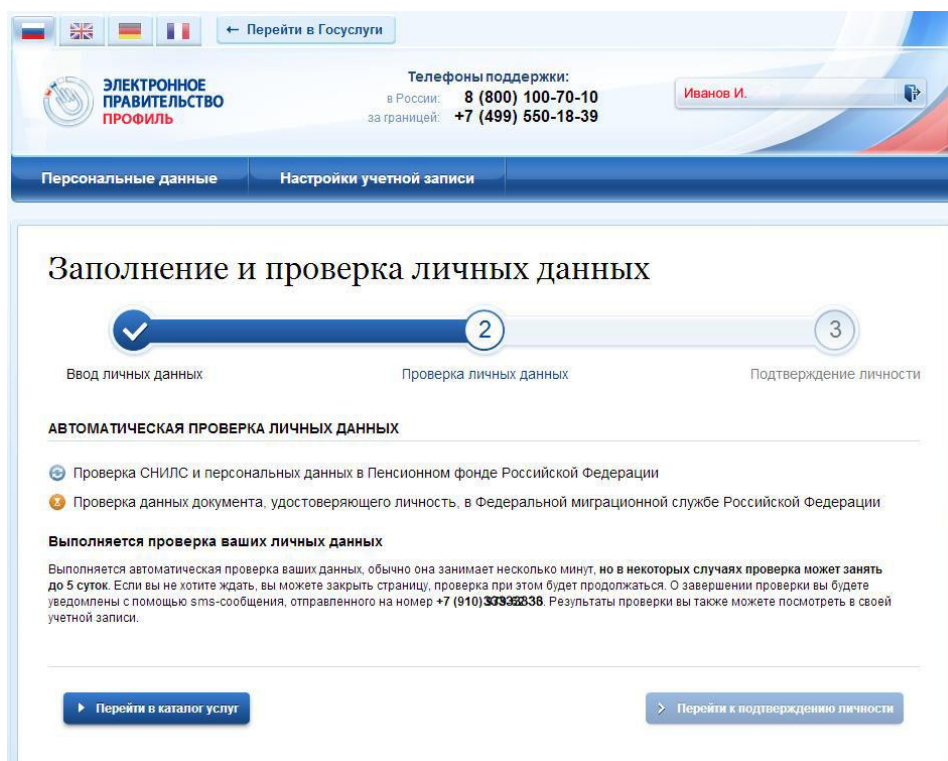 ← Перейти в Госуслуги
ЭЛЕКТРОННОЕ
ПРАВИТЕЛЬСТВО
ПРОФИЛЬ
Телефоны поддержки:
в России: 8 (800) 100-70-10
за границей: +7 (499) 550-18-39
Иванов И.
Персональные данные Настройки учетной записи
Заполнение и проверка личных данных
2 3
Ввод личных данных Проверка личных данных Подтверждение личности
АВТОМАТИЧЕСКАЯ ПРОВЕРКА ЛИЧНЫХ ДАННЫХ
Проверка СНИЛС и персональных данных в Пенсионном фонде Российской Федерации
Проверка данных документа, удостоверяющего личность, в Федеральной миграционной службе Российской Федерации
Выполняется проверка ваших личных данных
Выполняется автоматическая проверка ваших данных, обычно она занимает несколько минут, но в некоторых случаях проверка может занять
до 5 суток. Если вы не хотите ждать, вы можете закрыть страницу, проверка при этом будет продолжаться. О завершении проверки вы будете
уведомлены с помощью sms-сообщения, отправленного на номер +7 (910) . Результаты проверки вы также можете посмотреть в своей
учетной записи.
Перейти в каталог услуг Перейти к подтверждению личности